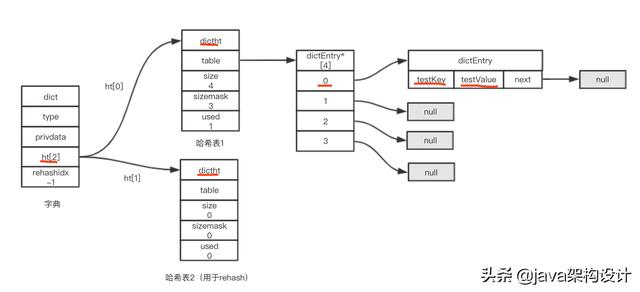 dict
type
privdata
ht[2]
rehashidx
-1
字典
ht[0]
ht[1]
dictht
table
size
4
sizemask
3
used
1
哈希表1
dictht
table
size
0
sizemask
0
used
0
哈希表2（用于rehash）
dictEntry*
[4]
0
1
2
3
dictEntry
testKey
testValue
next
null
null
null
null
头条 @java架构设计